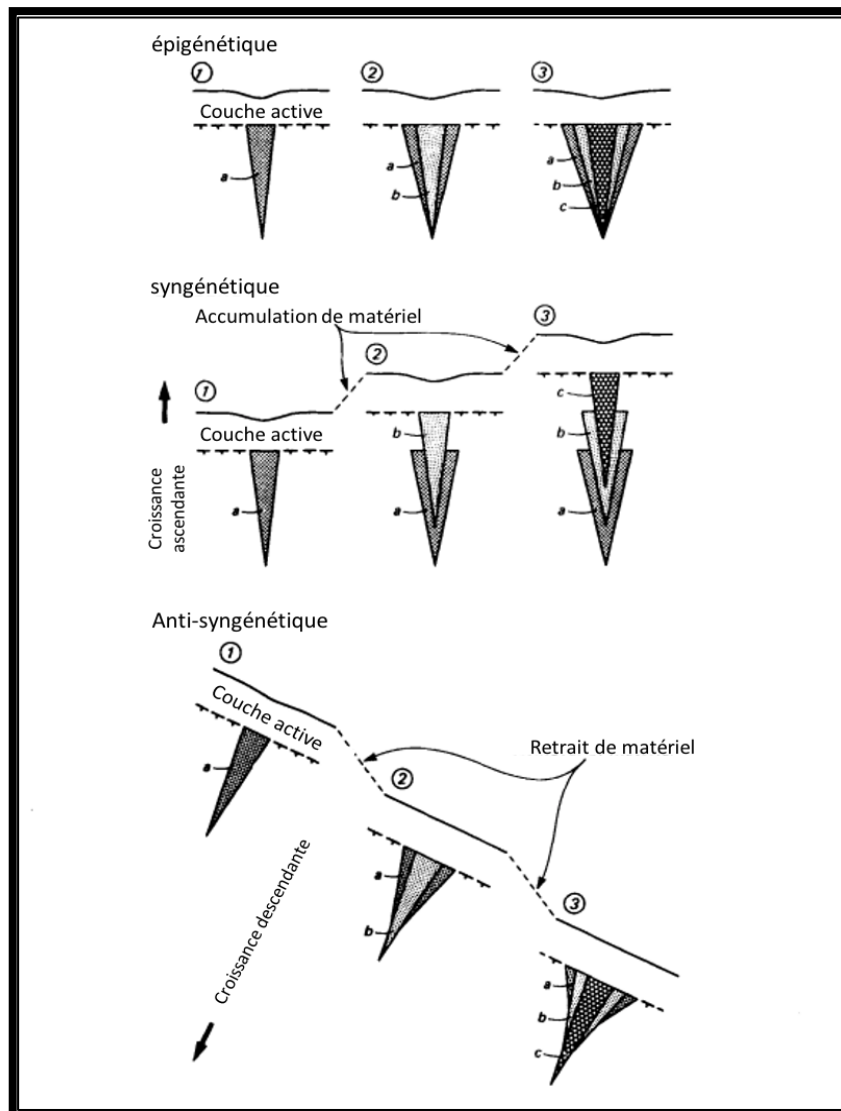 épigénétique
1 2 3
Couche active
a a b a b c
syngénétique
Accumulation de matériel
3
2
1
Couche active
c
b b
a a a
Croissance
ascendante
Anti-syngénétique
1
Couche active
Retrait de matériel
a
2
Croissance descendante
a
b
3
a
b
c